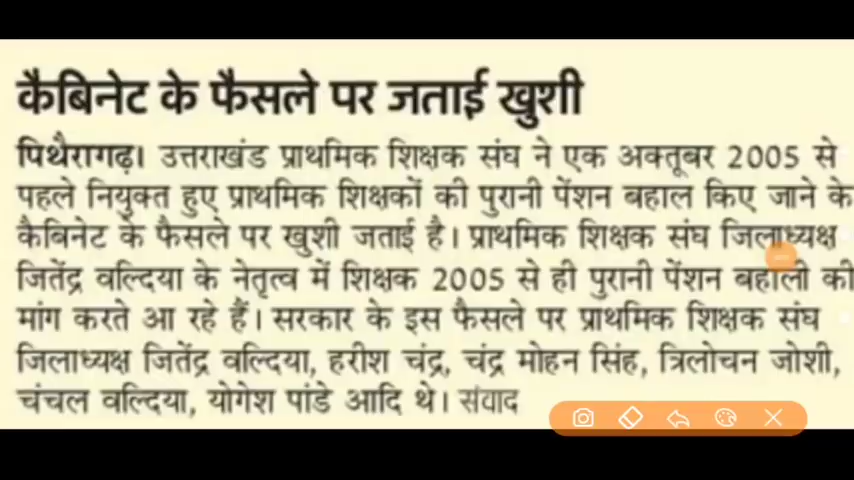 कैबिनेट के फैसले पर जताई खुशी
पिथौरागढ़। उत्तराखंड प्राथमिक शिक्षक संघ ने एक अक्तूबर 2005 से
पहले नियुक्त हुए प्राथमिक शिक्षकों की पुरानी पेंशन बहाल किए जाने के
कैबिनेट के फैसले पर खुशी जताई है। प्राथमिक शिक्षक संघ जिलाध्यक्ष
जितेंद्र वल्दिया के नेतृत्व में शिक्षक 2005 से ही पुरानी पेंशन बहाली की
मांग करते आ रहे हैं। सरकार के इस फैसले पर प्राथमिक शिक्षक संघ
जिलाध्यक्ष जितेंद्र वल्दिया, हरीश चंद्र, चंद्र मोहन सिंह, त्रिलोचन जोशी,
चंचल वल्दिया, योगेश पांडे आदि थे। संवाद